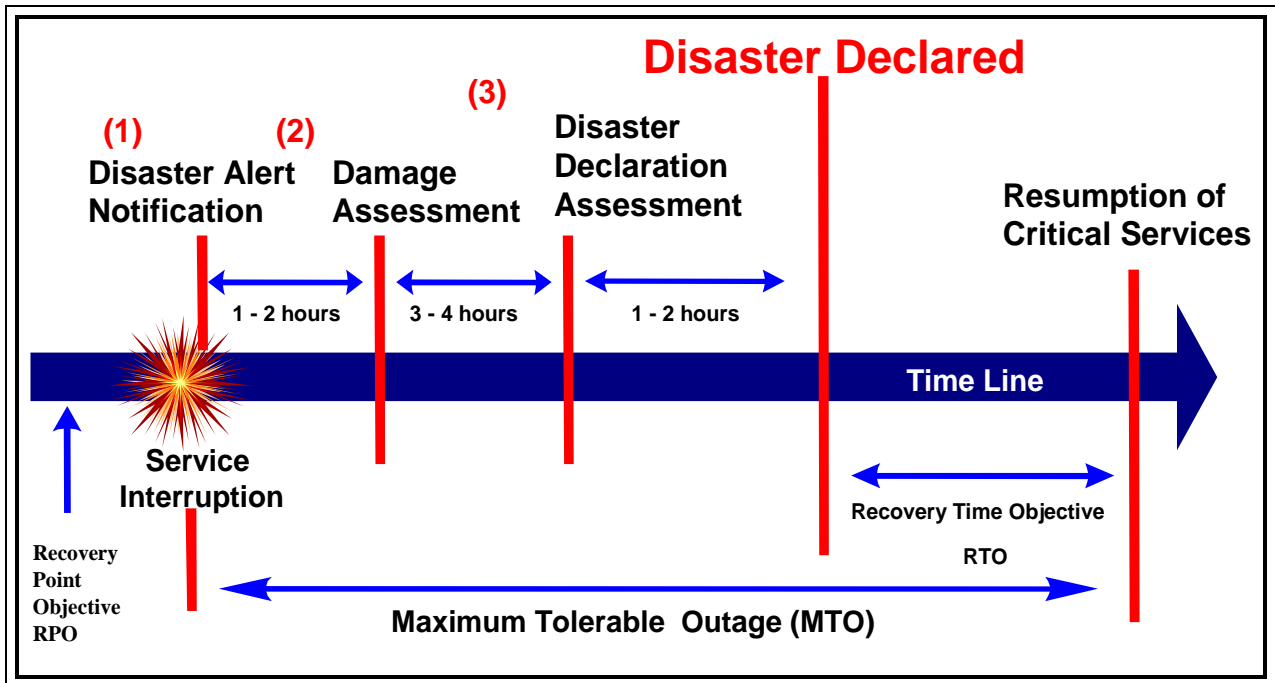 Disaster Declared
(1)
(2)
(3)
Disaster Alert
Notification
Damage
Assessment
Disaster
Declaration
Assessment
Resumption of
Critical Services
1 - 2 hours
3 - 4 hours
1 - 2 hours
Time Line
Service
Interruption
Recovery Time Objective
RTO
Recovery
Point
Objective
RPO
Maximum Tolerable Outage (MTO)